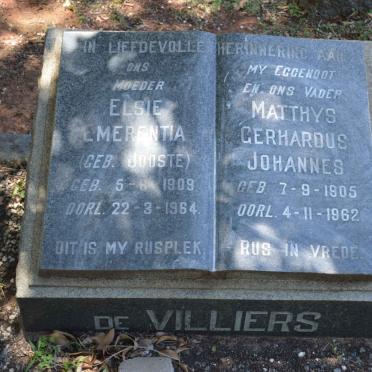 IN LIEFDEVOLLE HERINNERING AAN
ONS
MOEDER
ELSIE
EMERENTIA
(GEB. JOOSTE)
GEB. 5- - 1909
OORL. 22-3-1964.
DIT IS MY RUSPLEK.
MY EGGENOOT
EN ONS VADER
MATTHYS
GERHARDUS
JOHANNES
GEB 7-9-1905
OORL. 4-11-1962.
RUS IN VREDE.
DE VILLIERS